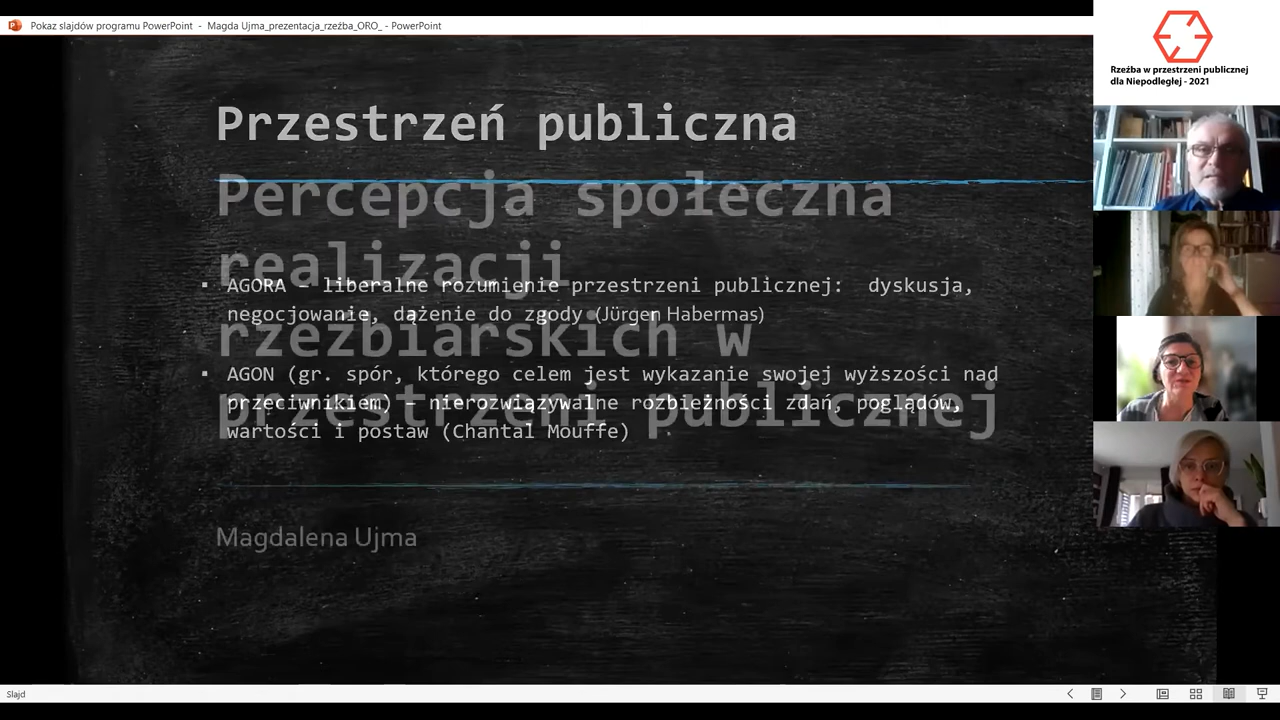 Pokaz slajdów programu PowerPoint - Magda Ujma_prezentacja_rzeźba_ORO_ - PowerPoint
Rzeźba w przestrzeni publicznej
dla Niepodległej - 2021
Przestrzeń publiczna
Percepcja społeczna
realizacji
rzeźbiarskich w
przestrzeni publicznej
▪ AGORA – liberalne rozumienie przestrzeni publicznej: dyskusja,
negocjowanie, dążenie do zgody (Jürgen Habermas)
▪ AGON (gr. spór, którego celem jest wykazanie swojej wyższości nad
przeciwnikiem) – nierozwiązywalne rozbieżności zdań, poglądów,
wartości i postaw (Chantal Mouffe)
Magdalena Ujma
Slajd